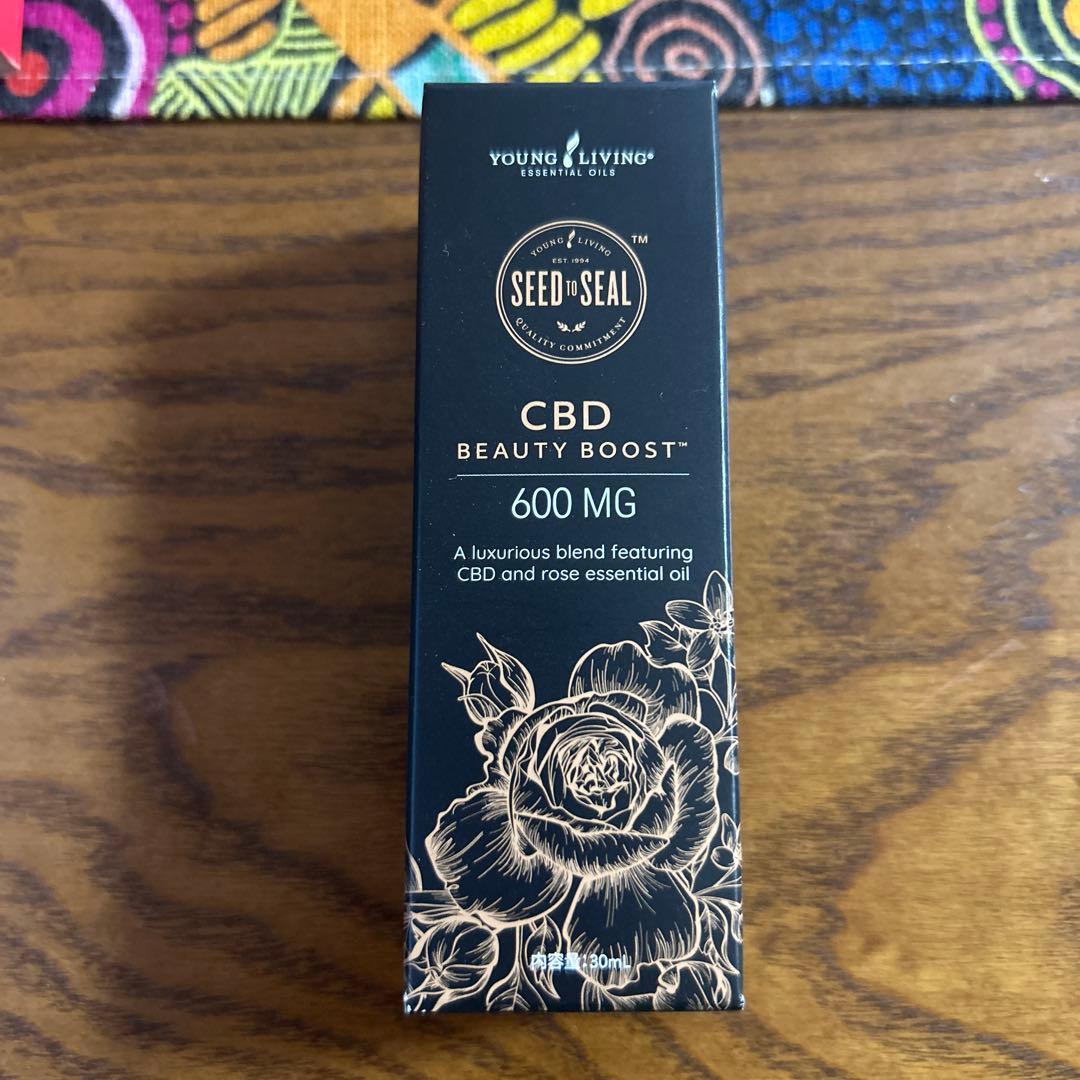 YOUNG LIVING®
ESSENTIAL OILS
YOUNG LIVING
TM
EST. 1994
SEED TO SEAL
QUALITY COMMITMENT
CBD
BEAUTY BOOST™
600 MG
A luxurious blend featuring
CBD and rose essential oil
内容量:30mL